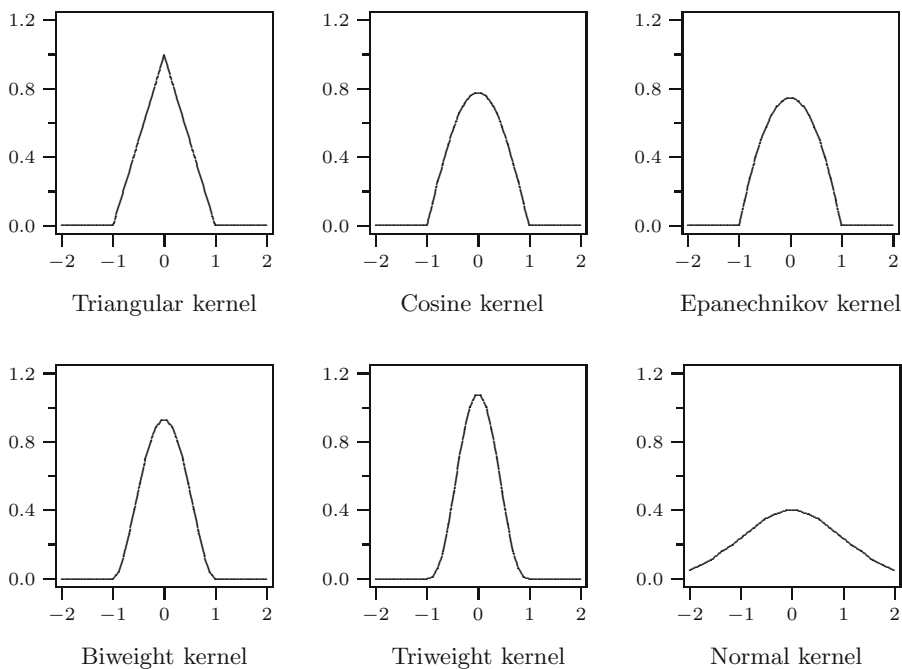 1.2
0.8
0.4
0.0
−2 −1 0 1 2
Triangular kernel
1.2
0.8
0.4
0.0
−2 −1 0 1 2
Cosine kernel
1.2
0.8
0.4
0.0
−2 −1 0 1 2
Epanechnikov kernel
1.2
0.8
0.4
0.0
−2 −1 0 1 2
Biweight kernel
1.2
0.8
0.4
0.0
−2 −1 0 1 2
Triweight kernel
1.2
0.8
0.4
0.0
−2 −1 0 1 2
Normal kernel